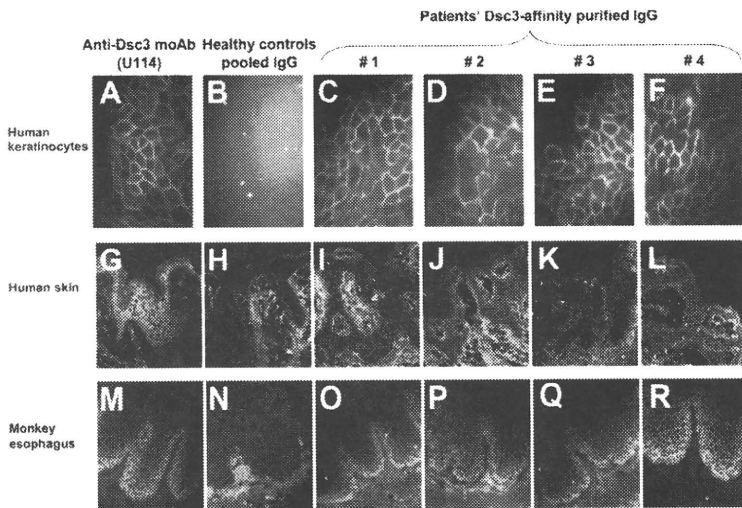 Patients' Dsc3-affinity purified IgG
Anti-Dsc3 moAb
(U114)
Healthy controls
pooled IgG
# 1
# 2
# 3
# 4
Human
keratinocytes
A
B
C
D
E
F
Human skin
G
H
I
J
K
L
Monkey
esophagus
M
N
O
P
Q
R